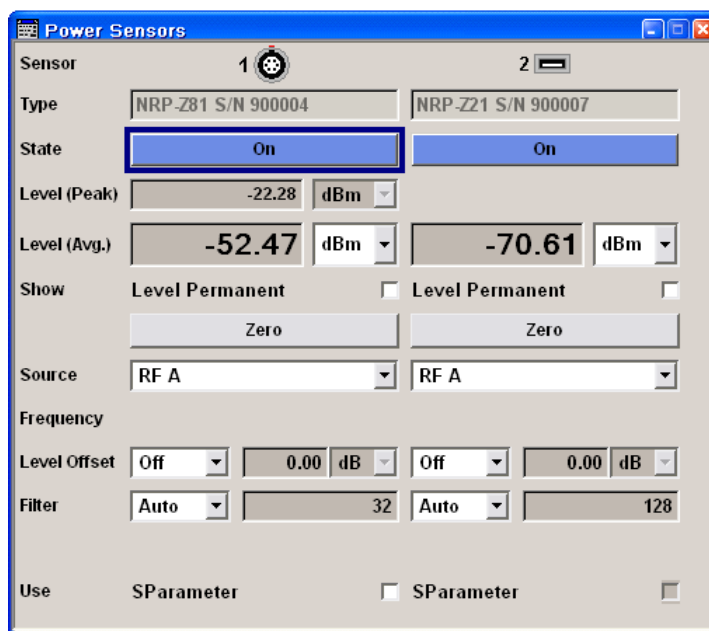 Power Sensors
Sensor 1 2
Type NRP-Z81 S/N 900004 NRP-Z21 S/N 900007
State On On
Level (Peak) -22.28 dBm
Level (Avg.) -52.47 dBm -70.61 dBm
Show Level Permanent Level Permanent
Zero Zero
Source RF A RF A
Frequency
Level Offset Off 0.00 dB Off 0.00 dB
Filter Auto 32 Auto 128
Use SParameter SParameter